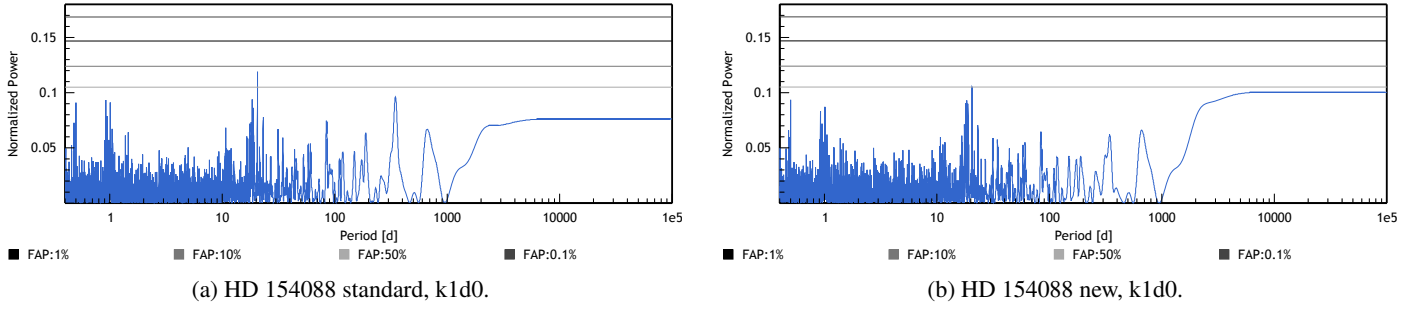 0.15
0.1
0.05
Normalized Power
1 10 100 1000 10000 1e5
Period [d]
FAP:1% FAP:10% FAP:50% FAP:0.1%
(a) HD 154088 standard, k1d0.
0.15
0.1
0.05
Normalized Power
1 10 100 1000 10000 1e5
Period [d]
FAP:1% FAP:10% FAP:50% FAP:0.1%
(b) HD 154088 new, k1d0.